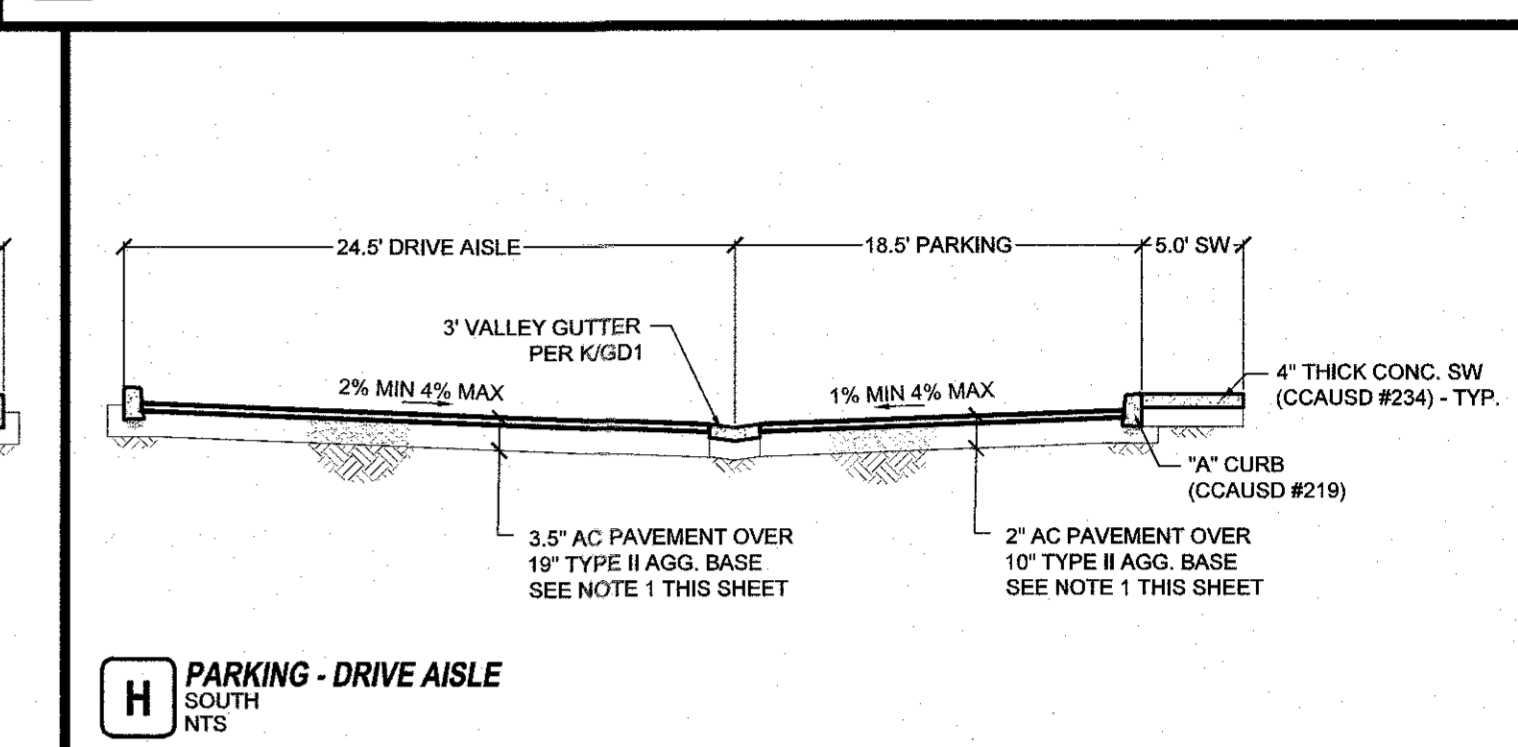 24.5' DRIVE AISLE
18.5' PARKING
5.0' SW
3' VALLEY GUTTER
PER K/GD1
2% MIN 4% MAX
1% MIN 4% MAX
4" THICK CONC. SW
(CCAUSD #234) - TYP.
"A" CURB
(CCAUSD #219)
3.5" AC PAVEMENT OVER
19" TYPE II AGG. BASE
SEE NOTE 1 THIS SHEET
2" AC PAVEMENT OVER
10" TYPE II AGG. BASE
SEE NOTE 1 THIS SHEET
H
PARKING - DRIVE AISLE
SOUTH
NTS